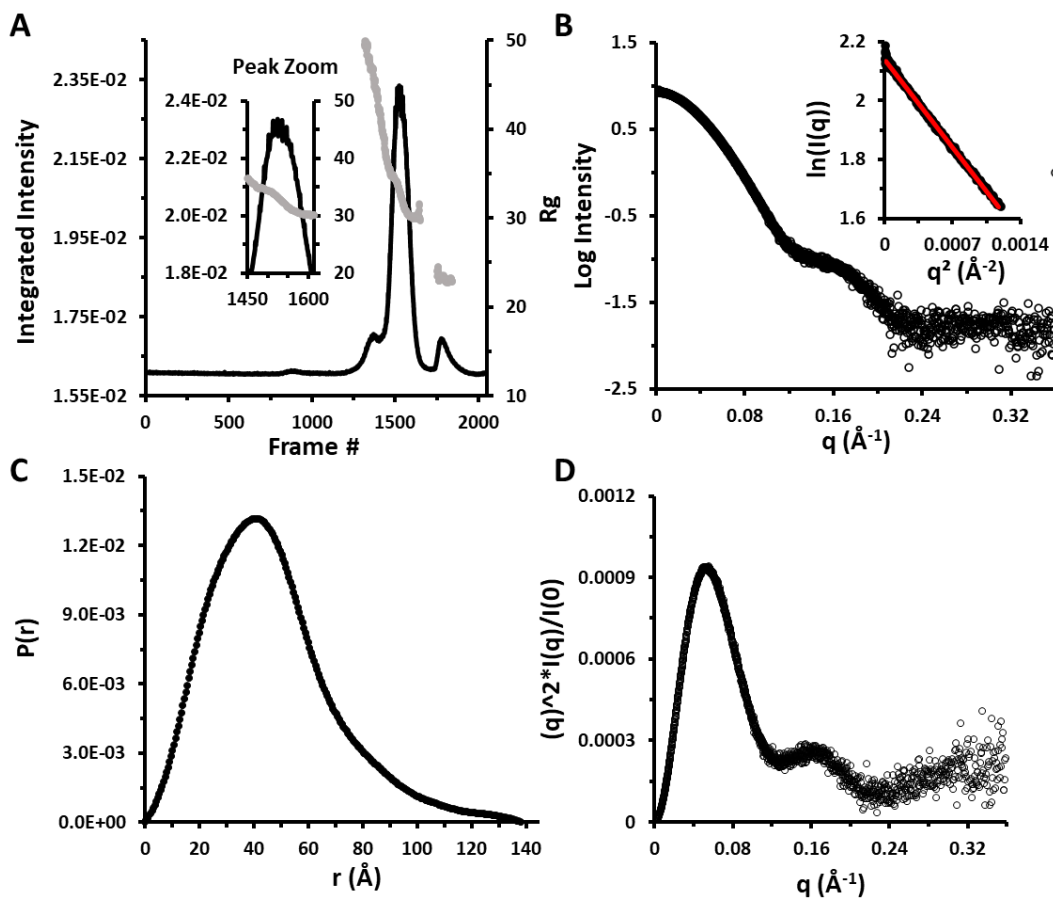 A
Integrated Intensity
2.35E-02
2.15E-02
1.95E-02
1.75E-02
1.55E-02
0
500
1000
1500
2000
Frame #
50
40
30
20
10
Rg
Peak Zoom
2.4E-02
2.2E-02
2.0E-02
1.8E-02
50
40
30
20
1450
1600
B
Log Intensity
1.5
0.5
-0.5
-1.5
-2.5
0
0.08
0.16
0.24
0.32
q (Å-1)
ln(I(q))
2.2
2
1.8
1.6
0
0.0007
0.0014
q² (Å-2)
C
P(r)
1.5E-02
1.2E-02
9.0E-03
6.0E-03
3.0E-03
0.0E+00
0
20
40
60
80
100
120
140
r (Å)
D
(q)^2*I(q)/I(0)
0.0012
0.0009
0.0006
0.0003
0
0
0.08
0.16
0.24
0.32
q (Å-1)